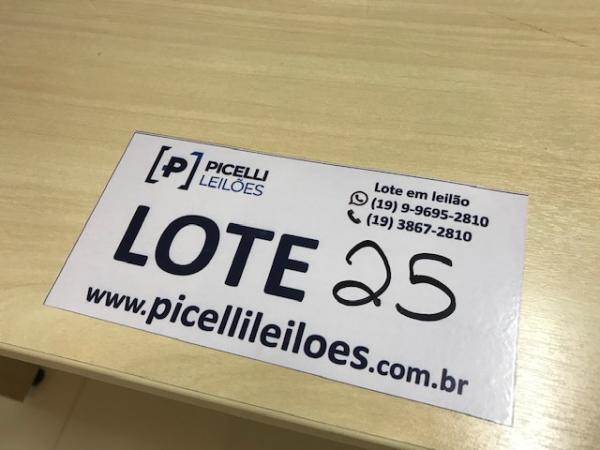 PICELLI
LEILÕES
Lote em leilão
(19) 9-9695-2810
(19) 3867-2810
LOTE 25
www.picellileiloes.com.br